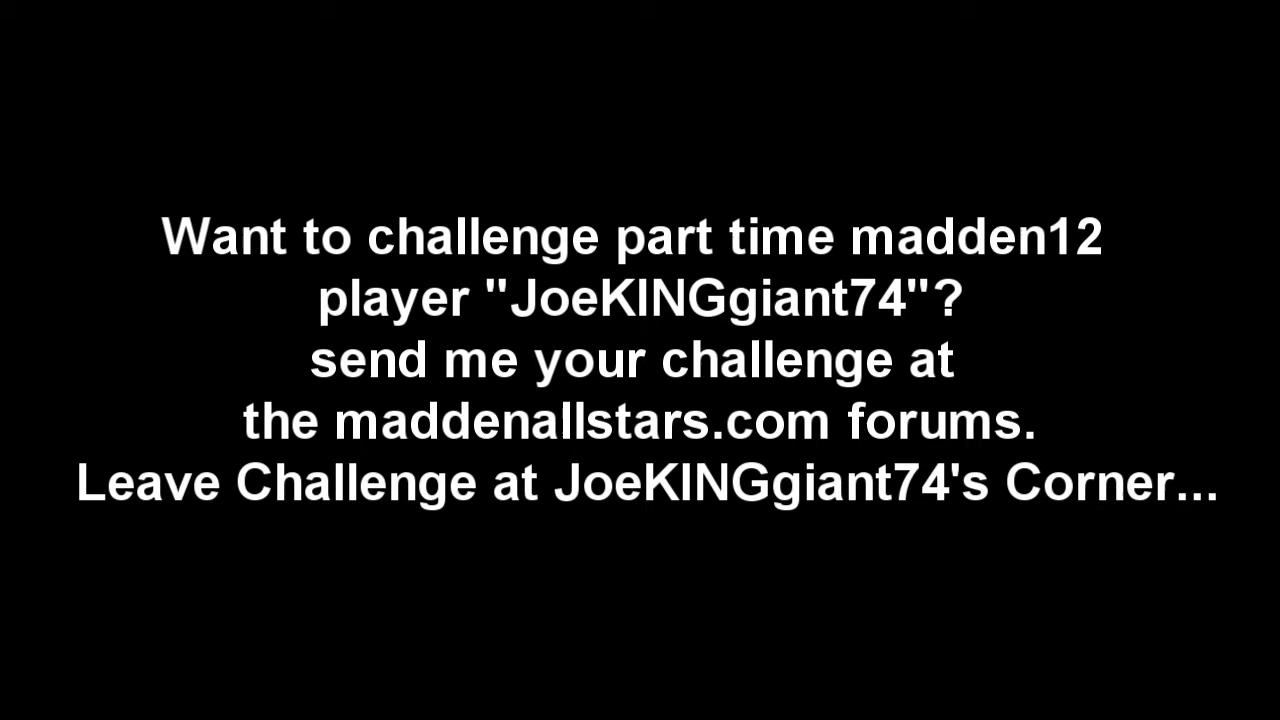 Want to challenge part time madden12
player "JoeKINGgiant74"?
send me your challenge at
the maddenallstars.com forums.
Leave Challenge at JoeKINGgiant74's Corner...